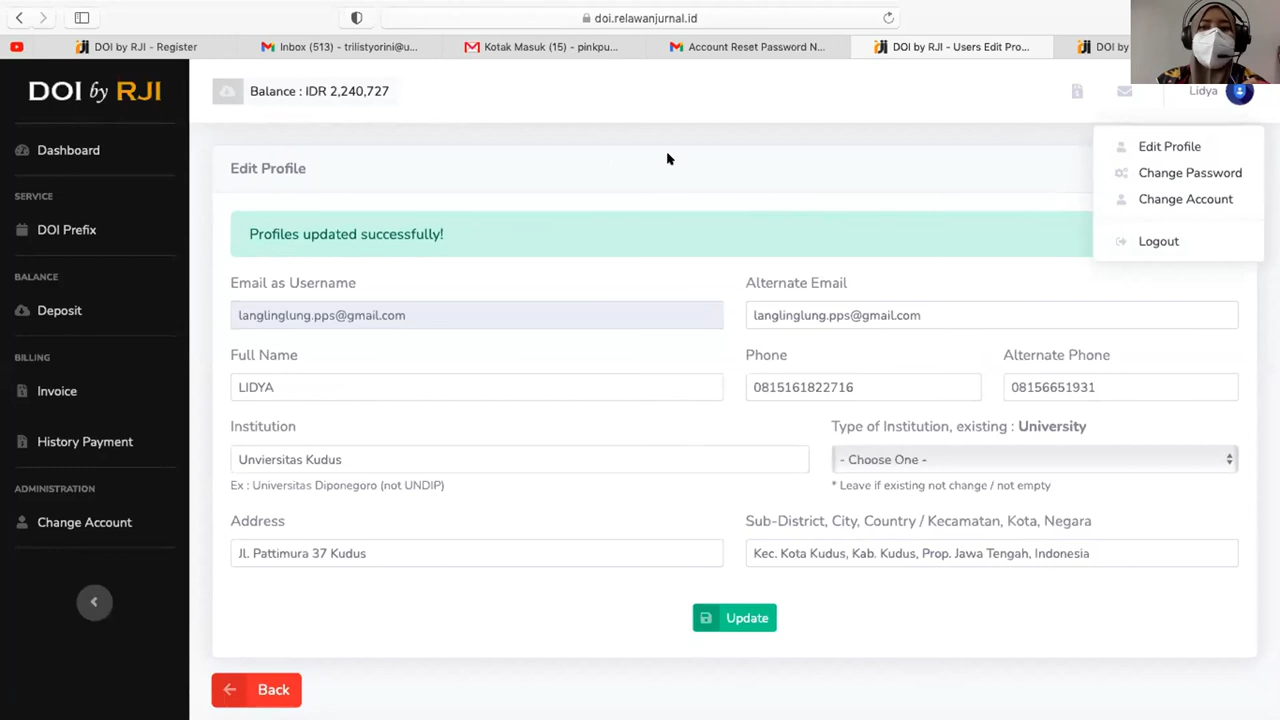 doi.relawanjurnal.id
DOI by RJI - Register
Inbox (513) - trilistyorini@u...
Kotak Masuk (15) - pinkpu...
Account Reset Password N...
DOI by RJI - Users Edit Pro...
DOI by
DOI by RJI
Balance : IDR 2,240,727
Lidya
Dashboard
SERVICE
DOI Prefix
BALANCE
Deposit
BILLING
Invoice
History Payment
ADMINISTRATION
Change Account
Edit Profile
Change Password
Change Account
Logout
Edit Profile
Profiles updated successfully!
Email as Username
Alternate Email
langlinglung.pps@gmail.com
langlinglung.pps@gmail.com
Full Name
Phone
Alternate Phone
LIDYA
0815161822716
08156651931
Institution
Type of Institution, existing : University
Unviersitas Kudus
- Choose One -
Ex : Universitas Diponegoro (not UNDIP)
* Leave if existing not change / not empty
Address
Sub-District, City, Country / Kecamatan, Kota, Negara
Jl. Pattimura 37 Kudus
Kec. Kota Kudus, Kab. Kudus, Prop. Jawa Tengah, Indonesia
Update
Back